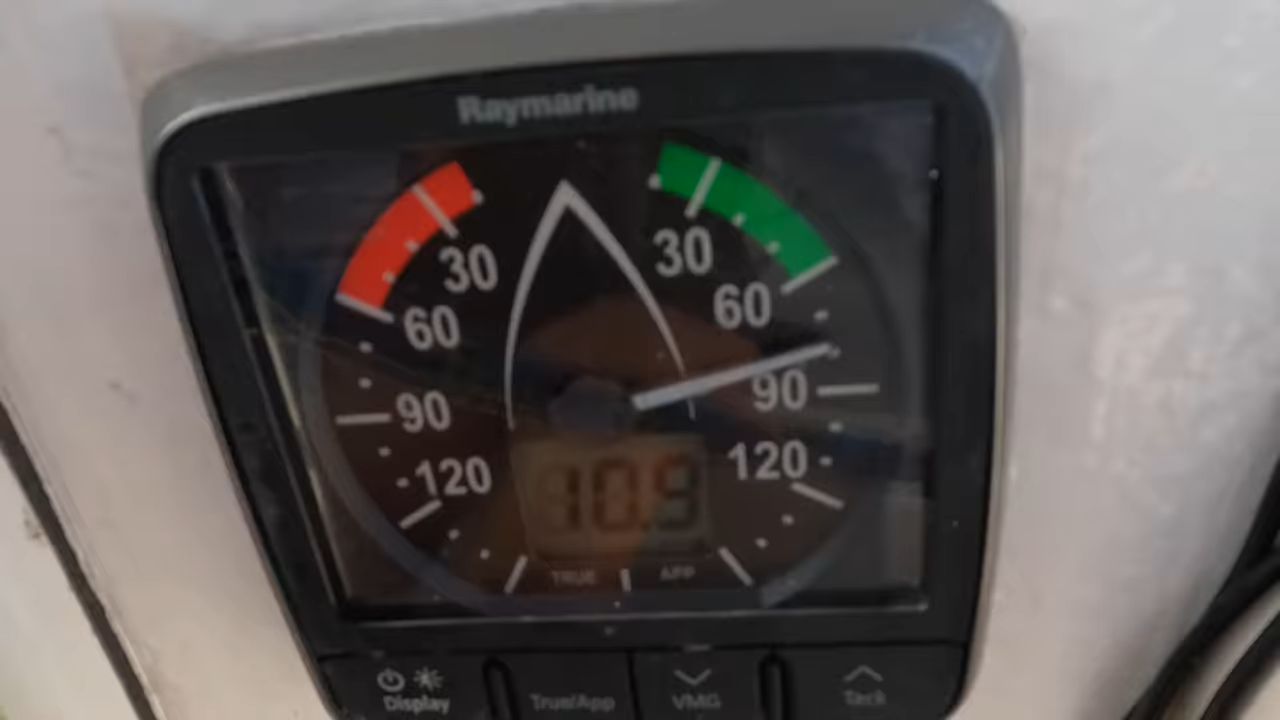 Raymarine
30 30
60 60
90 90
120 120
10.9
TRUE APP
Display True/App VMG Tack